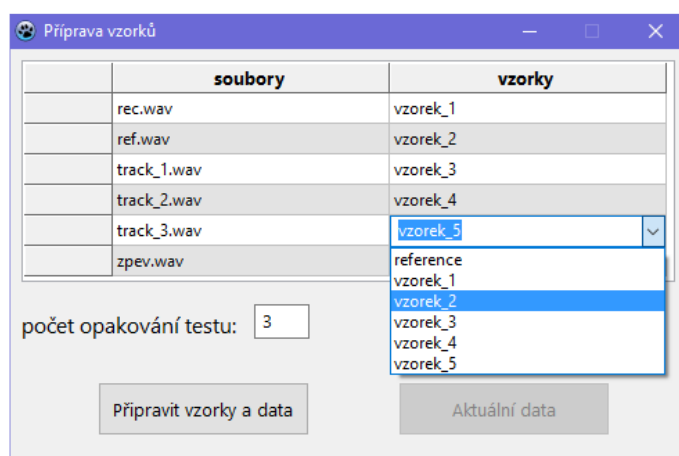 Příprava vzorků
soubory vzorky
rec.wav vzorek_1
ref.wav vzorek_2
track_1.wav vzorek_3
track_2.wav vzorek_4
track_3.wav vzorek_5
zpev.wav reference
vzorek_1
vzorek_2
vzorek_3
vzorek_4
vzorek_5
počet opakování testu: 3
Připravit vzorky a data Aktuální data